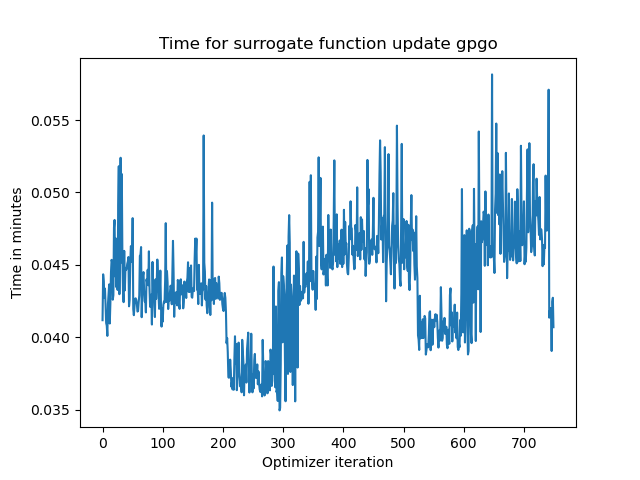 Time for surrogate function update gpgo
Time in minutes
0.055
0.050
0.045
0.040
0.035
0 100 200 300 400 500 600 700
Optimizer iteration